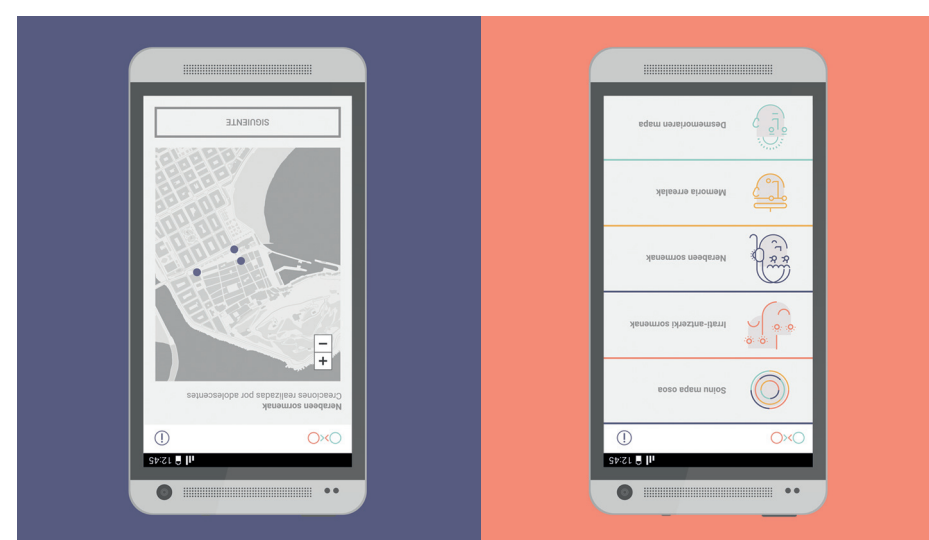 12:45
Soinu mapa osoa
Irrati-antzerki sormenak
Nerabeen sormenak
Memoria errealak
Desmemoriaren mapa
12:45
Nerabeen sormenak
Creaciones realizadas por adolescentes
+
−
SIGUIENTE